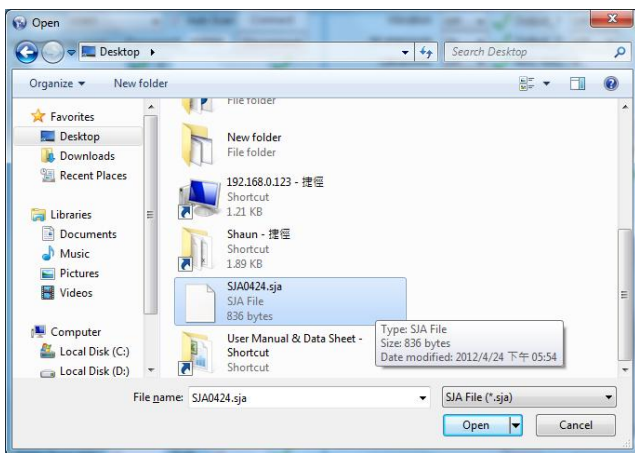 Open
Desktop
Search Desktop
Organize
New folder
Favorites
Desktop
Downloads
Recent Places
Libraries
Documents
Music
Pictures
Videos
Computer
Local Disk (C:)
Local Disk (D:)
File folder
New folder
File folder
192.168.0.123 - 捷徑
Shortcut
1.21 KB
Shaun - 捷徑
Shortcut
1.89 KB
SJA0424.sja
SJA File
836 bytes
User Manual & Data Sheet -
Shortcut
Shortcut
Type: SJA File
Size: 836 bytes
Date modified: 2012/4/24 下午 05:54
File name: SJA0424.sja
SJA File (*.sja)
Open
Cancel